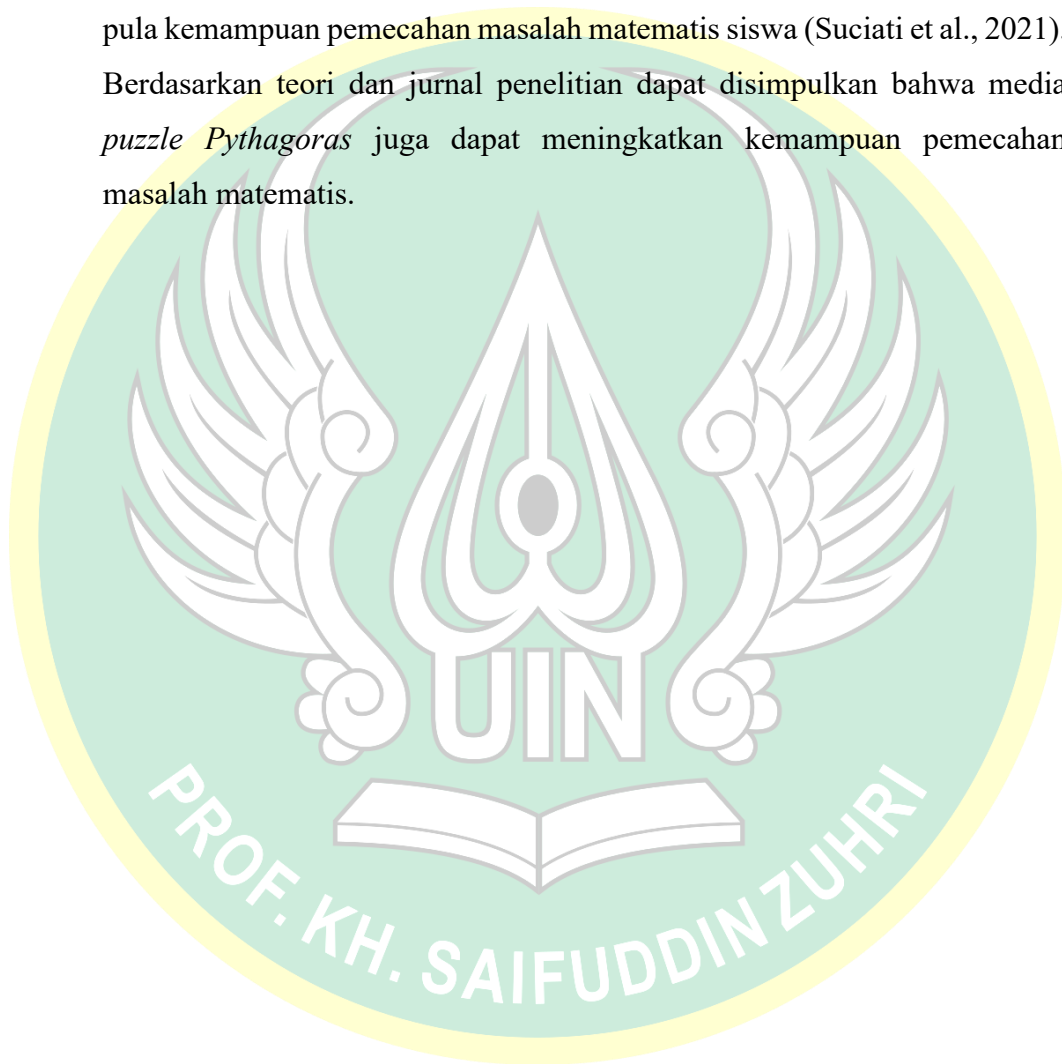 pula kemampuan pemecahan masalah matematis siswa (Suciati et al., 2021).
Berdasarkan teori dan jurnal penelitian dapat disimpulkan bahwa media
puzzle Pythagoras juga dapat meningkatkan kemampuan pemecahan
masalah matematis.
UIN
PROF. KH. SAIFUDDIN ZUHRI